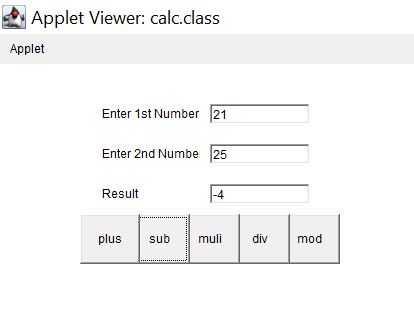 Applet Viewer: calc.class
Applet
Enter 1st Number 21
Enter 2nd Numbe 25
Result -4
plus sub muli div mod